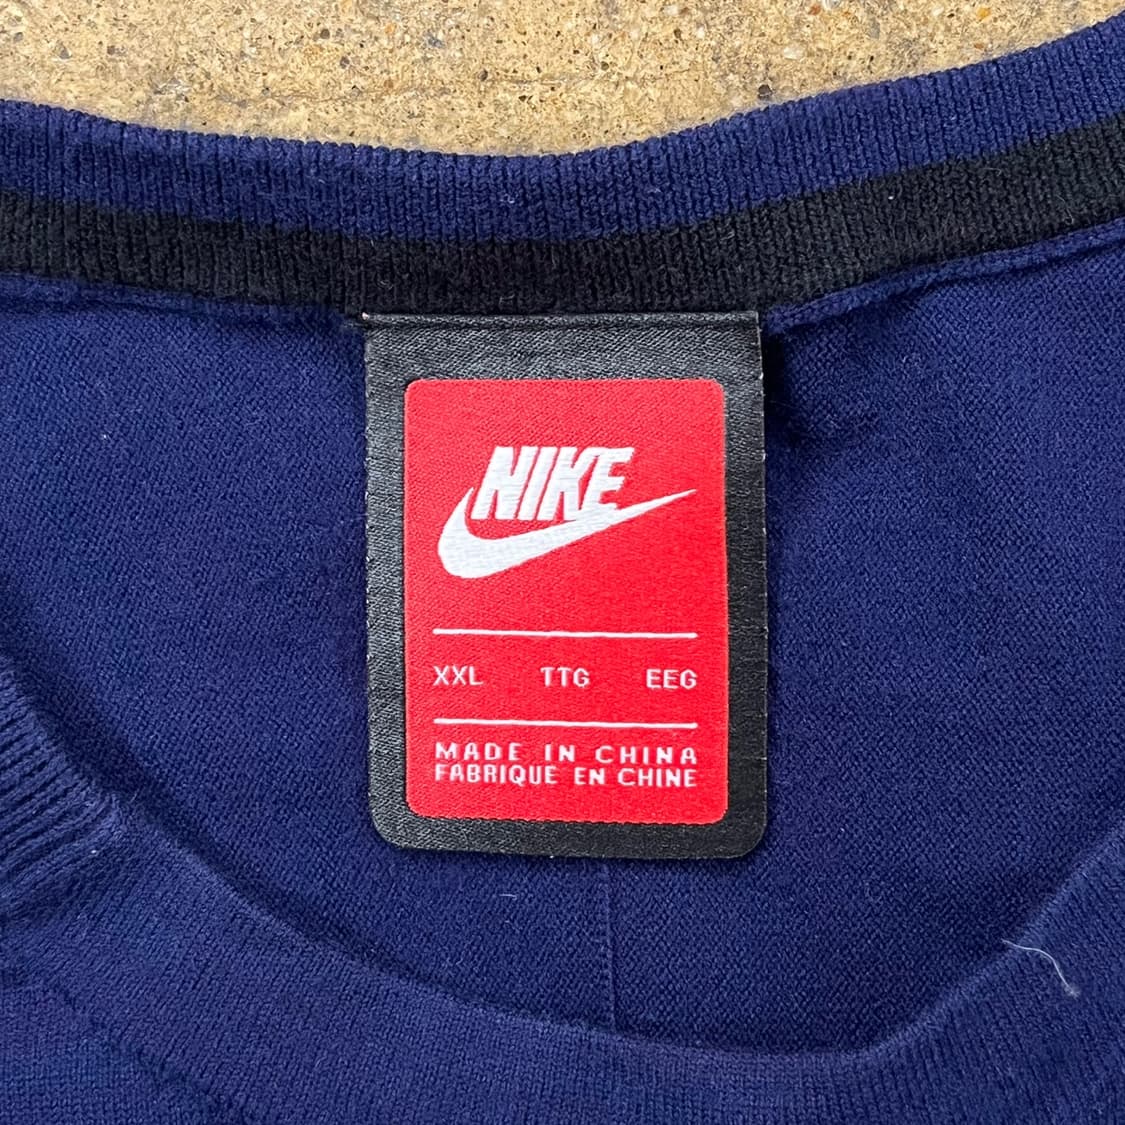 NIKE
XXL TTG EEG
MADE IN CHINA
FABRIQUE EN CHINE